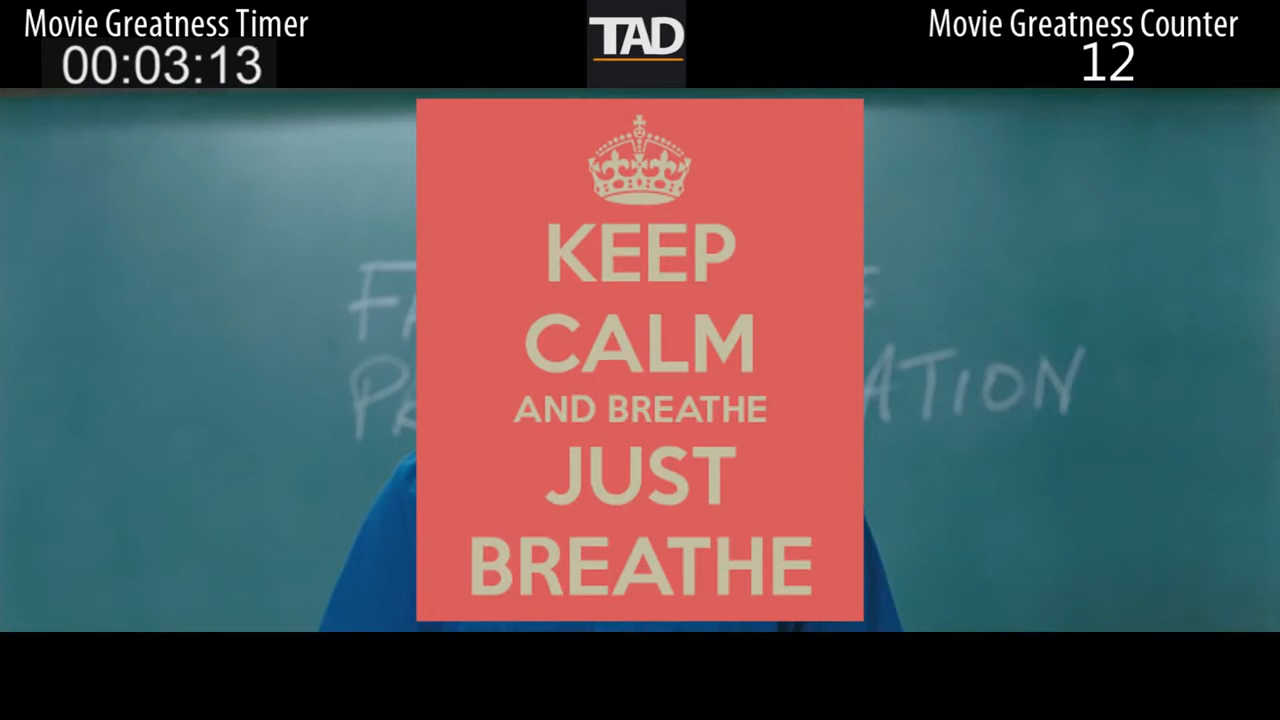 Movie Greatness Timer
00:03:13
TAD
Movie Greatness Counter
12
KEEP
CALM
AND BREATHE
JUST
BREATHE